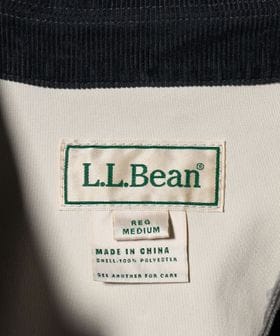 L.L.Bean®
REG
MEDIUM
MADE IN CHINA
SHELL:100% POLYESTER
SEE ANOTHER FOR CARE